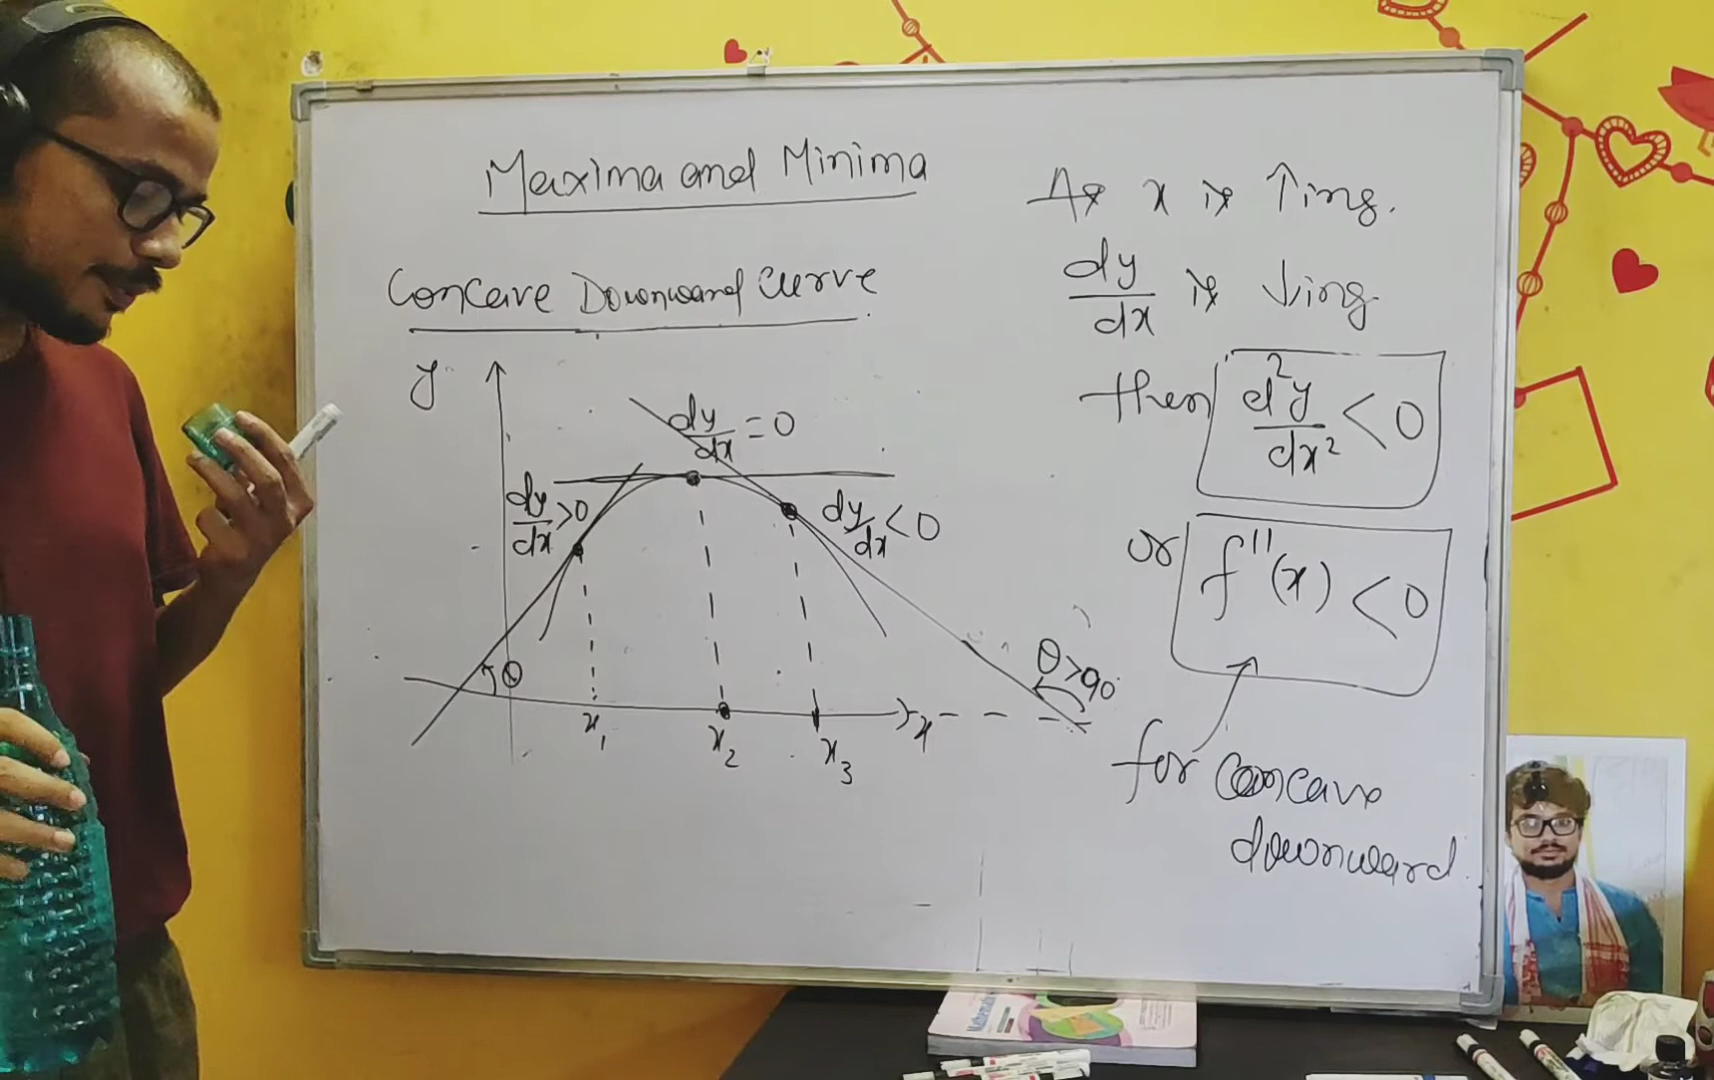 Maxima and Minima
Concave Downward Curve
y
dy/dx = 0
dy/dx > 0
dy/dx < 0
θ
θ > 90
x₁
x₂
x₃
x
As x is ↑ing.
dy/dx is ↓ing.
then d²y/dx² < 0
or f''(x) < 0
for concave
downward.
Mathematics